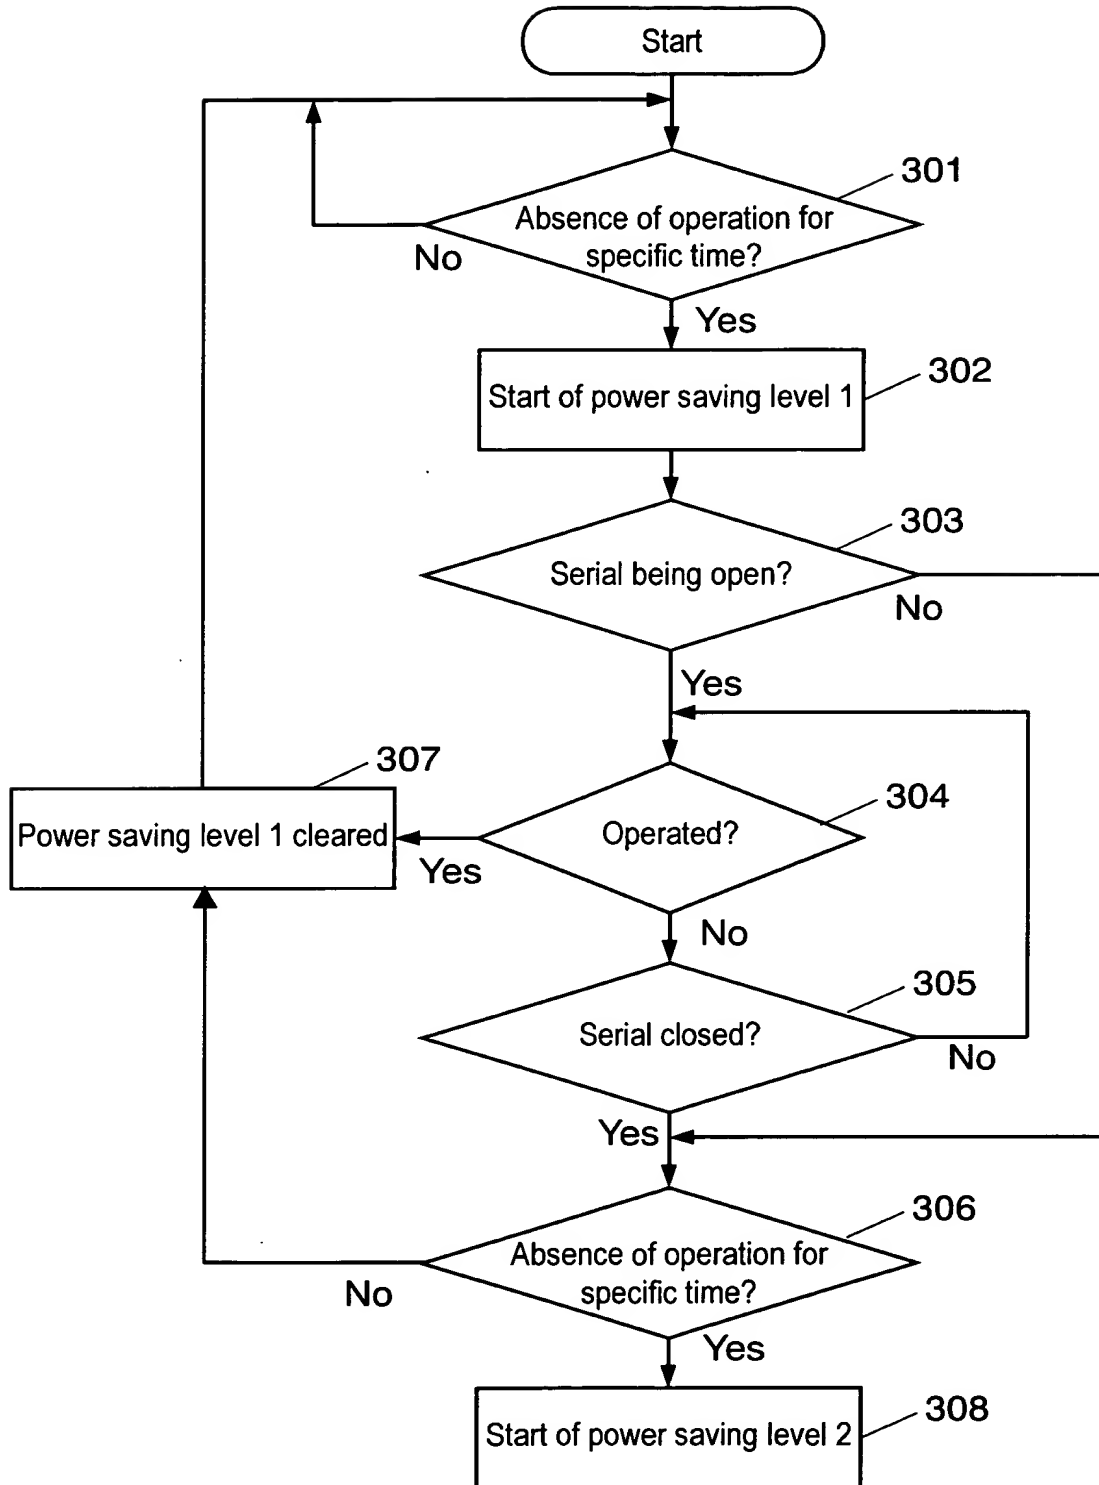 Start
301
Absence of operation for
specific time?
No
Yes
302
Start of power saving level 1
303
Serial being open?
No
Yes
307
Power saving level 1 cleared
304
Operated?
Yes
No
305
Serial closed?
No
Yes
306
Absence of operation for
specific time?
No
Yes
308
Start of power saving level 2